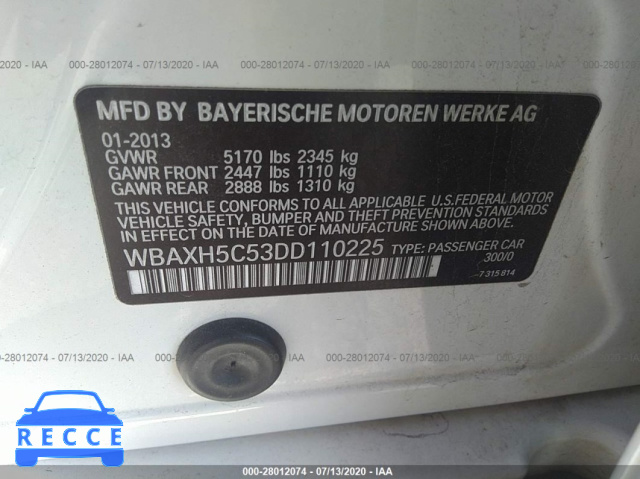 000-28012074 - 07/13/2020 - IAA
MFD BY BAYERISCHE MOTOREN WERKE AG
01-2013
GVWR 5170 lbs 2345 kg
GAWR FRONT 2447 lbs 1110 kg
GAWR REAR 2888 lbs 1310 kg
THIS VEHICLE CONFORMS TO ALL APPLICABLE U.S.FEDERAL MOTOR
VEHICLE SAFETY, BUMPER AND THEFT PREVENTION STANDARDS
IN EFFECT ON THE DATE OF MANUFACTURE SHOWN ABOVE.
WBAXH5C53DD110225 TYPE: PASSENGER CAR
300/0
7 315 814
000-28012074 - 07/13/2020 - IAA
RECCE
000-28012074 - 07/13/2020 - IAA